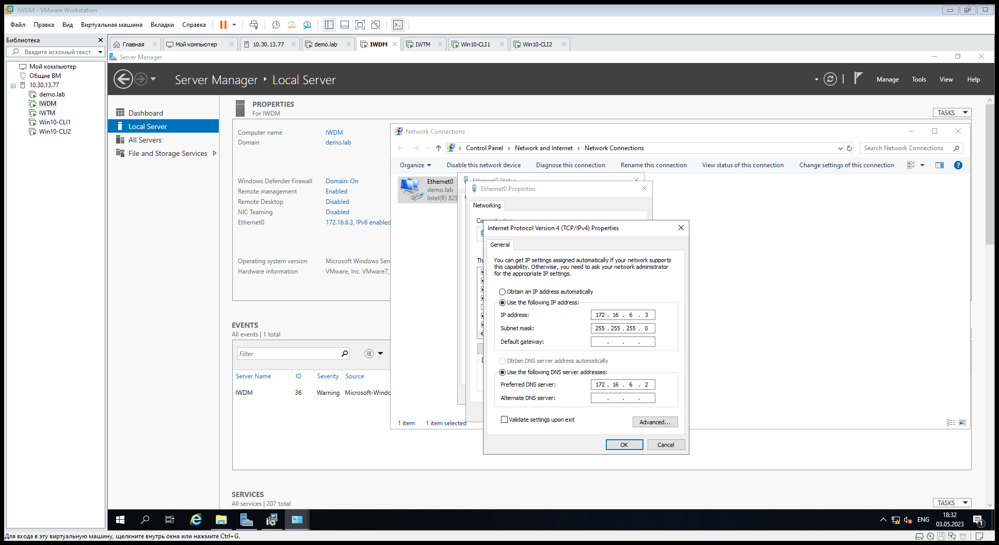 IWDM - VMware Workstation
Файл Правка Вид Виртуальная машина Вкладки Справка
Библиотека
Введите искомый текст
Мой компьютер
Общие ВМ
10.30.13.77
demo.lab
IWDM
IWTM
Win10-CLI1
Win10-CLI2
Главная Мой компьютер 10.30.13.77 demo.lab IWDM IWTM Win10-CLI1 Win10-CLI2
Server Manager
Server Manager Local Server
Manage Tools View Help
Dashboard
Local Server
All Servers
File and Storage Services
PROPERTIES
For IWDM
TASKS
Computer name IWDM
Domain demo.lab
Windows Defender Firewall Domain: On
Remote management Enabled
Remote Desktop Disabled
NIC Teaming Disabled
Ethernet0 172.16.6.3, IPv6 enabled
Operating system version Microsoft Windows Serv
Hardware information VMware, Inc. VMware7,
EVENTS
All events | 1 total
Filter
Server Name ID Severity Source
IWDM 36 Warning Microsoft-Windo
SERVICES
All services | 207 total
TASKS
Network Connections
Control Panel Network and Internet Network Connections
Search Network Connections
Organize Disable this network device Diagnose this connection Rename this connection View status of this connection Change settings of this connection
Ethernet0
demo.lab
Intel(R) 825
1 item 1 item selected
Ethernet0 Status
Ethernet0 Properties
Networking
Internet Protocol Version 4 (TCP/IPv4) Properties
General
You can get IP settings assigned automatically if your network supports
this capability. Otherwise, you need to ask your network administrator
for the appropriate IP settings.
Obtain an IP address automatically
Use the following IP address:
IP address: 172 . 16 . 6 . 3
Subnet mask: 255 . 255 . 255 . 0
Default gateway: . . .
Obtain DNS server address automatically
Use the following DNS server addresses:
Preferred DNS server: 172 . 16 . 6 . 2
Alternate DNS server: . . .
Validate settings upon exit
Advanced...
OK Cancel
ENG
18:32
03.05.2023
1
Для входа в эту виртуальную машину, щелкните внутрь окна или нажмите Ctrl+G.